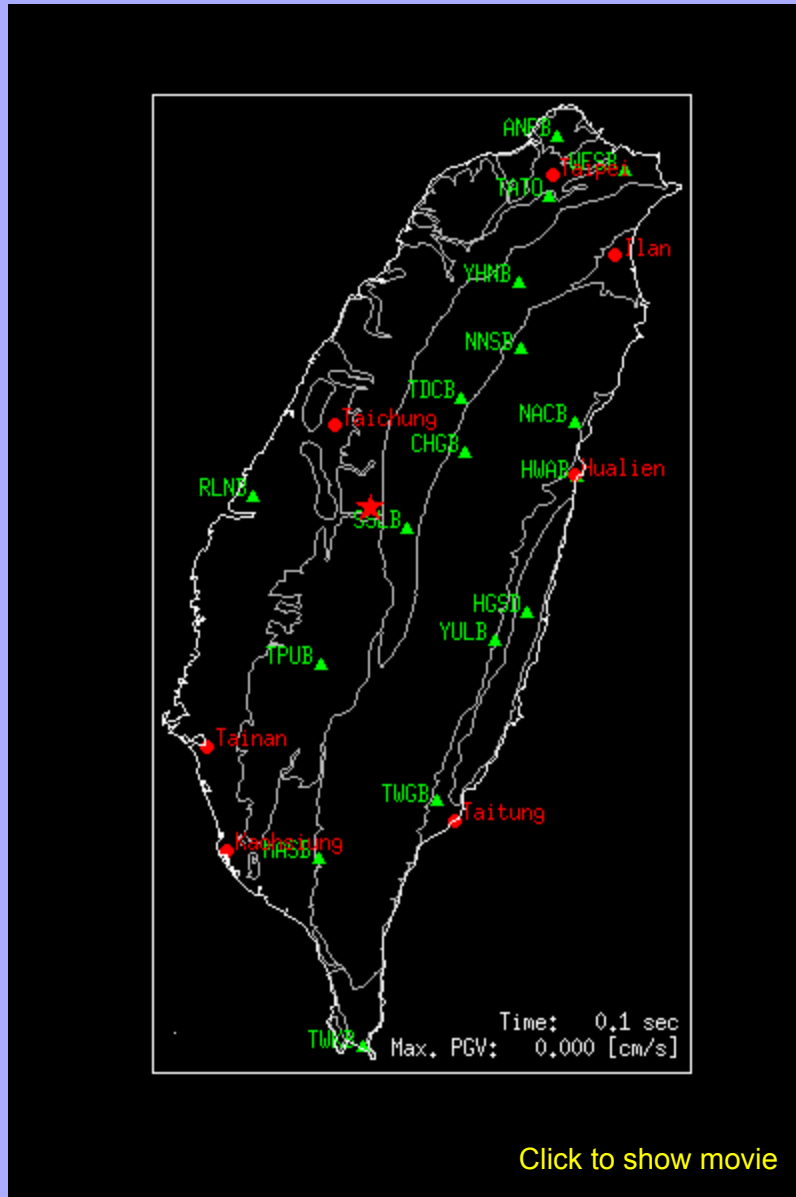 ANPB
WFSB
Taipei
TATO
Ilan
YHNB
NNSB
TDCB
NACB
Taichung
CHGB
HWAB
Hualien
RLNB
SSLB
HGSD
YULB
TPUB
Tainan
TWGB
Taitung
Kaohsiung
MASB
Time: 0.1 sec
TWKB
Max. PGV: 0.000 [cm/s]
Click to show movie